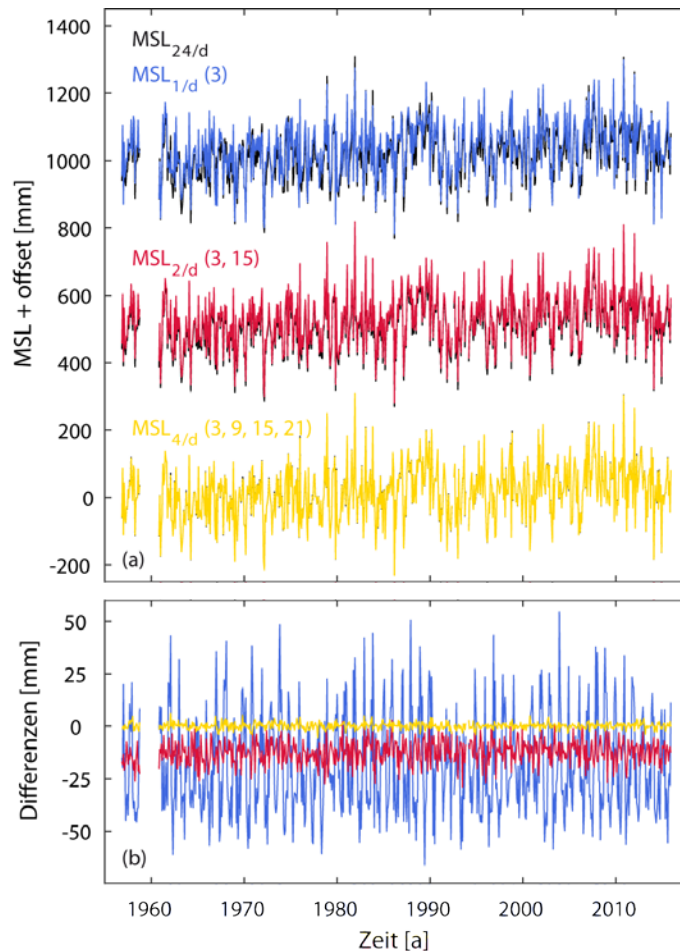 1400
MSL24/d
MSL1/d (3)
1200
1000
800
MSL2/d (3, 15)
600
400
MSL4/d (3, 9, 15, 21)
200
0
-200
(a)
MSL + offset [mm]
50
25
0
-25
-50
(b)
Differenzen [mm]
1960 1970 1980 1990 2000 2010
Zeit [a]